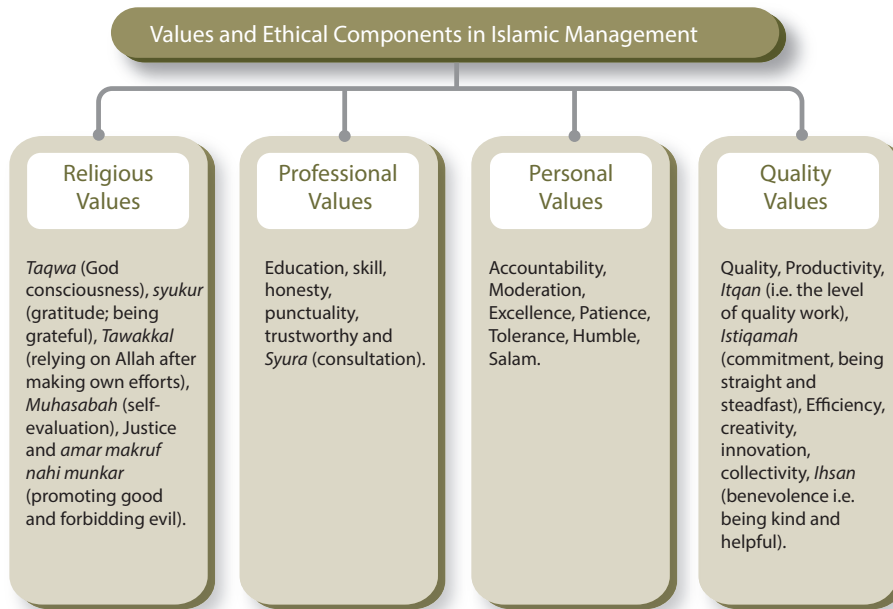 Values and Ethical Components in Islamic Management
Religious
Values
Taqwa (God
consciousness), syukur
(gratitude; being
grateful), Tawakkal
(relying on Allah after
making own efforts),
Muhasabah (self-
evaluation), Justice
and amar makruf
nahi munkar
(promoting good
and forbidding evil).
Professional
Values
Education, skill,
honesty,
punctuality,
trustworthy and
Syura (consultation).
Personal
Values
Accountability,
Moderation,
Excellence, Patience,
Tolerance, Humble,
Salam.
Quality
Values
Quality, Productivity,
Itqan (i.e. the level
of quality work),
Istiqamah
(commitment, being
straight and
steadfast), Efficiency,
creativity,
innovation,
collectivity, Ihsan
(benevolence i.e.
being kind and
helpful).